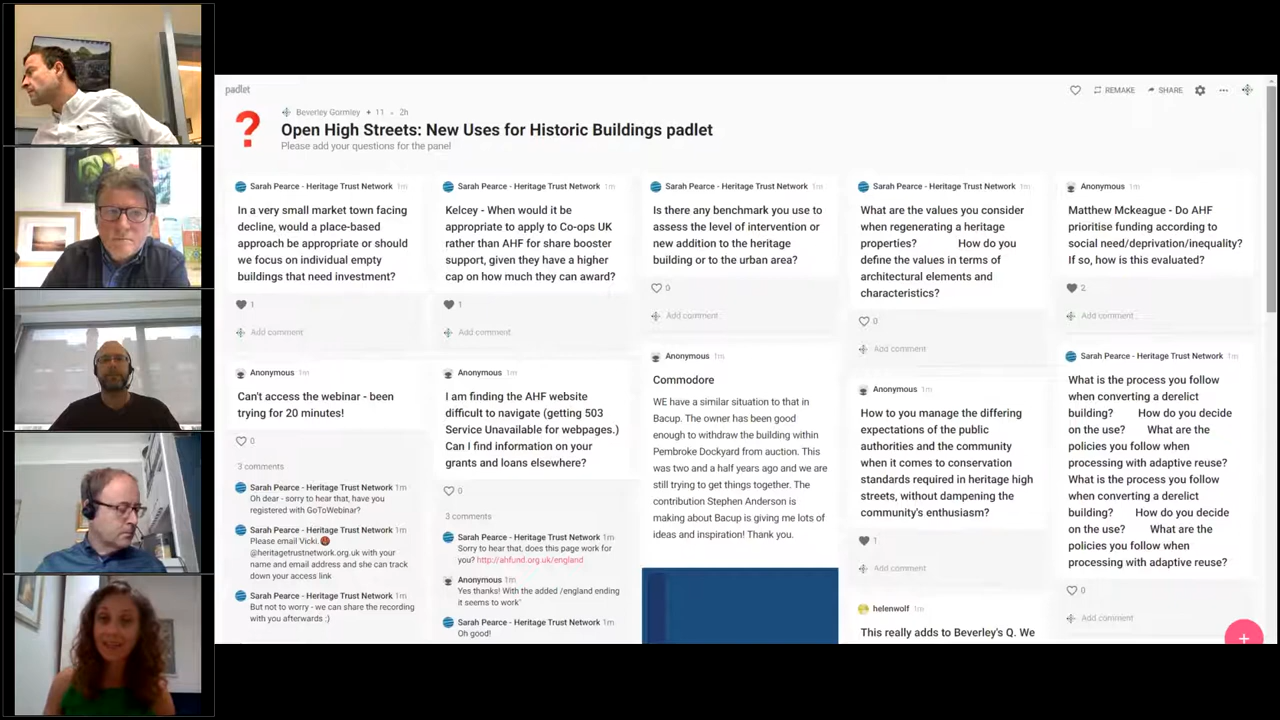 padlet
REMAKE
SHARE
Beverley Gormley + 11 • 2h
?
Open High Streets: New Uses for Historic Buildings padlet
Please add your questions for the panel
Sarah Pearce - Heritage Trust Network 1m
In a very small market town facing
decline, would a place-based
approach be appropriate or should
we focus on individual empty
buildings that need investment?
1
Add comment
Anonymous 1m
Can't access the webinar - been
trying for 20 minutes!
0
3 comments
Sarah Pearce - Heritage Trust Network 1m
Oh dear - sorry to hear that, have you
registered with GoToWebinar?
Sarah Pearce - Heritage Trust Network 1m
Please email Vicki.
@heritagetrustnetwork.org.uk with your
name and email address and she can track
down your access link
Sarah Pearce - Heritage Trust Network 1m
But not to worry - we can share the recording
with you afterwards :)
Sarah Pearce - Heritage Trust Network 1m
Kelcey - When would it be
appropriate to apply to Co-ops UK
rather than AHF for share booster
support, given they have a higher
cap on how much they can award?
1
Add comment
Anonymous 1m
I am finding the AHF website
difficult to navigate (getting 503
Service Unavailable for webpages.)
Can I find information on your
grants and loans elsewhere?
0
3 comments
Sarah Pearce - Heritage Trust Network 1m
Sorry to hear that, does this page work for
you? http://ahfund.org.uk/england
Anonymous 1m
Yes thanks! With the added /england ending
it seems to work"
Sarah Pearce - Heritage Trust Network 1m
Oh good!
Sarah Pearce - Heritage Trust Network 1m
Is there any benchmark you use to
assess the level of intervention or
new addition to the heritage
building or to the urban area?
0
Add comment
Anonymous 1m
Commodore
WE have a similar situation to that in
Bacup. The owner has been good
enough to withdraw the building within
Pembroke Dockyard from auction. This
was two and a half years ago and we are
still trying to get things together. The
contribution Stephen Anderson is
making about Bacup is giving me lots of
ideas and inspiration! Thank you.
Sarah Pearce - Heritage Trust Network 1m
What are the values you consider
when regenerating a heritage
properties? How do you
define the values in terms of
architectural elements and
characteristics?
0
Add comment
Anonymous 1m
How to you manage the differing
expectations of the public
authorities and the community
when it comes to conservation
standards required in heritage high
streets, without dampening the
community's enthusiasm?
1
Add comment
helenwolf 1m
This really adds to Beverley's Q. We
Anonymous 1m
Matthew Mckeague - Do AHF
prioritise funding according to
social need/deprivation/inequality?
If so, how is this evaluated?
2
Add comment
Sarah Pearce - Heritage Trust Network 1m
What is the process you follow
when converting a derelict
building? How do you decide
on the use? What are the
policies you follow when
processing with adaptive reuse?
What is the process you follow
when converting a derelict
building? How do you decide
on the use? What are the
policies you follow when
processing with adaptive reuse?
0
Add comment